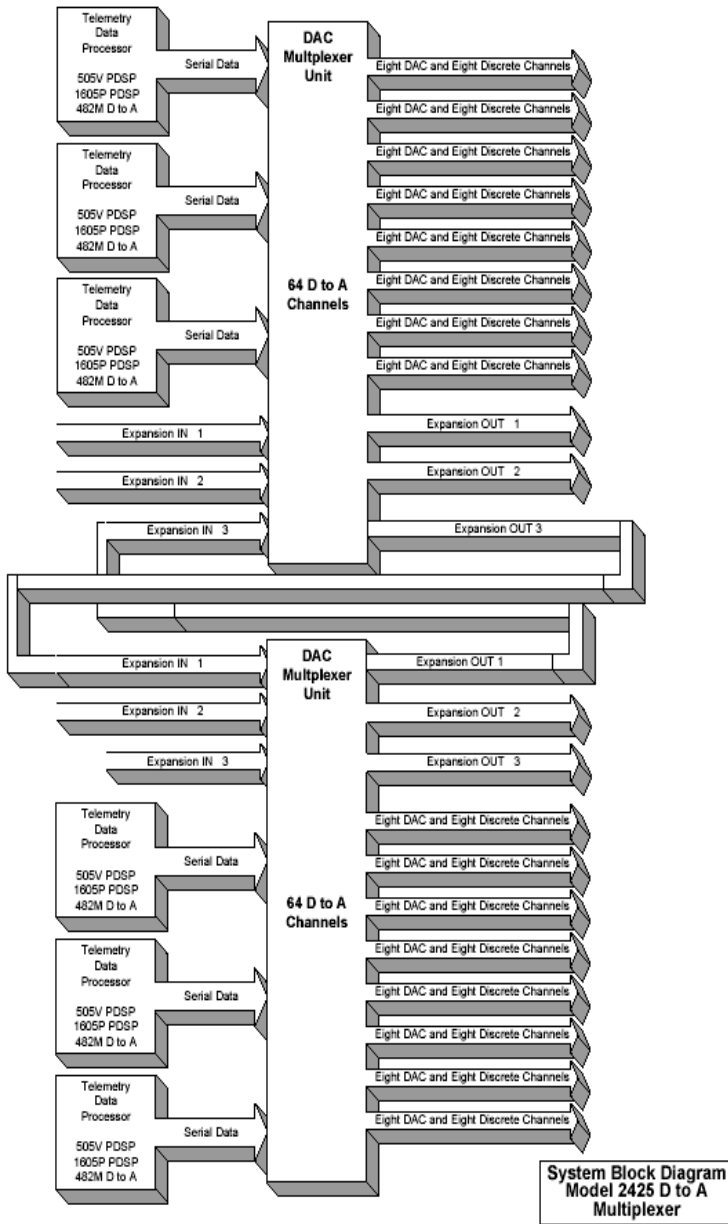 Telemetry
Data
Processor
505V PDSP
1605P PDSP
482M D to A
Serial Data
DAC
Multplexer
Unit
Eight DAC and Eight Discrete Channels
Eight DAC and Eight Discrete Channels
Eight DAC and Eight Discrete Channels
Telemetry
Data
Processor
505V PDSP
1605P PDSP
482M D to A
Serial Data
Eight DAC and Eight Discrete Channels
Eight DAC and Eight Discrete Channels
64 D to A
Channels
Telemetry
Data
Processor
505V PDSP
1605P PDSP
482M D to A
Serial Data
Eight DAC and Eight Discrete Channels
Eight DAC and Eight Discrete Channels
Eight DAC and Eight Discrete Channels
Expansion IN 1
Expansion OUT 1
Expansion IN 2
Expansion OUT 2
Expansion IN 3
Expansion OUT 3
DAC
Multplexer
Unit
Expansion IN 1
Expansion OUT 1
Expansion IN 2
Expansion OUT 2
Expansion IN 3
Expansion OUT 3
Telemetry
Data
Processor
505V PDSP
1605P PDSP
482M D to A
Serial Data
64 D to A
Channels
Eight DAC and Eight Discrete Channels
Eight DAC and Eight Discrete Channels
Eight DAC and Eight Discrete Channels
Telemetry
Data
Processor
505V PDSP
1605P PDSP
482M D to A
Serial Data
Eight DAC and Eight Discrete Channels
Eight DAC and Eight Discrete Channels
Eight DAC and Eight Discrete Channels
Telemetry
Data
Processor
505V PDSP
1605P PDSP
482M D to A
Serial Data
Eight DAC and Eight Discrete Channels
Eight DAC and Eight Discrete Channels
System Block Diagram
Model 2425 D to A
Multiplexer